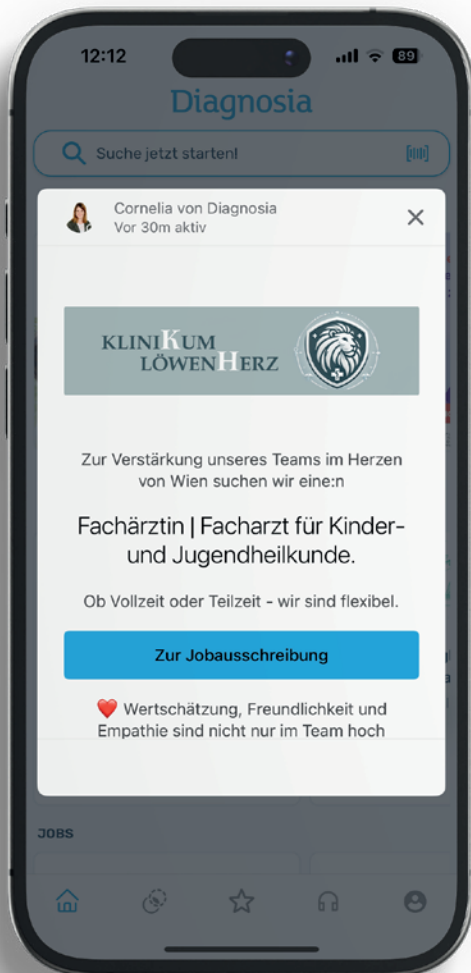 12:12
89
Diagnosia
Suche jetzt starten!
Cornelia von Diagnosia
Vor 30m aktiv
KLINIKUM
LÖWENHERZ
Zur Verstärkung unseres Teams im Herzen
von Wien suchen wir eine:n
Fachärztin | Facharzt für Kinder-
und Jugendheilkunde.
Ob Vollzeit oder Teilzeit - wir sind flexibel.
Zur Jobausschreibung
❤️ Wertschätzung, Freundlichkeit und
Empathie sind nicht nur im Team hoch
JOBS